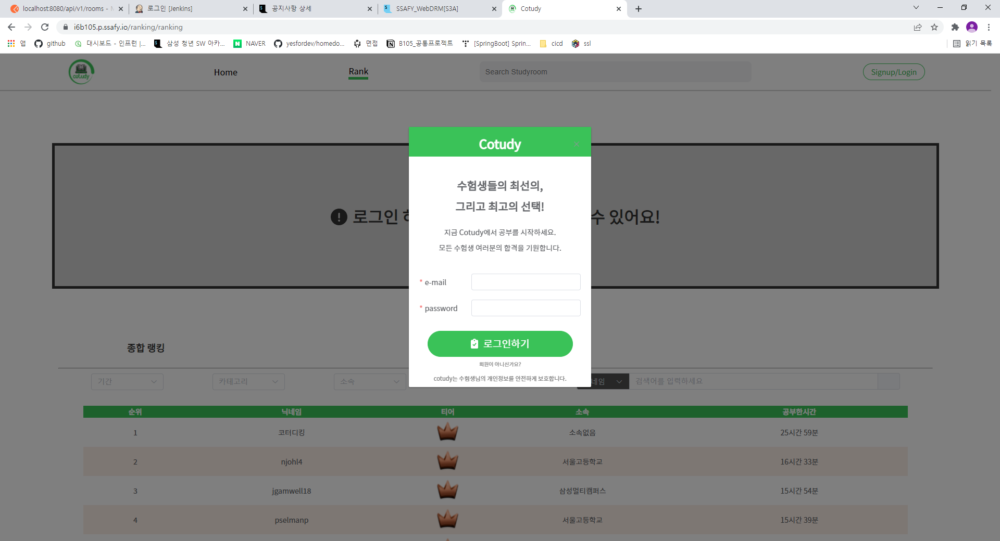 localhost:8080/api/v1/rooms -
로그인 [Jenkins]
공지사항 상세
SSAFY_WebDRM[S3A]
Cotudy
i6b105.p.ssafy.io/ranking/ranking
앱
github
대시보드 - 인프런 |...
삼성 청년 SW 아카...
NAVER
yesfordev/homedo...
면접
B105_공통프로젝트
[SpringBoot] Sprin...
cicd
ssl
읽기 목록
cotudy
Home
Rank
Search Studyroom
Signup/Login
Cotudy
수험생들의 최선의,
그리고 최고의 선택!
로그인
수 있어요!
지금 Cotudy에서 공부를 시작하세요.
모든 수험생 여러분의 합격을 기원합니다.
* e-mail
* password
로그인하기
회원이 아니신가요?
cotudy는 수험생님의 개인정보를 안전하게 보호합니다.
종합 랭킹
기간
카테고리
소속
네임
검색어를 입력하세요
순위 닉네임 티어 소속 공부한시간
1 코터디킹 소속없음 25시간 59분
2 njohl4 서울고등학교 16시간 33분
3 jgamwell18 삼성멀티캠퍼스 15시간 54분
4 pselmanp 서울고등학교 15시간 39분